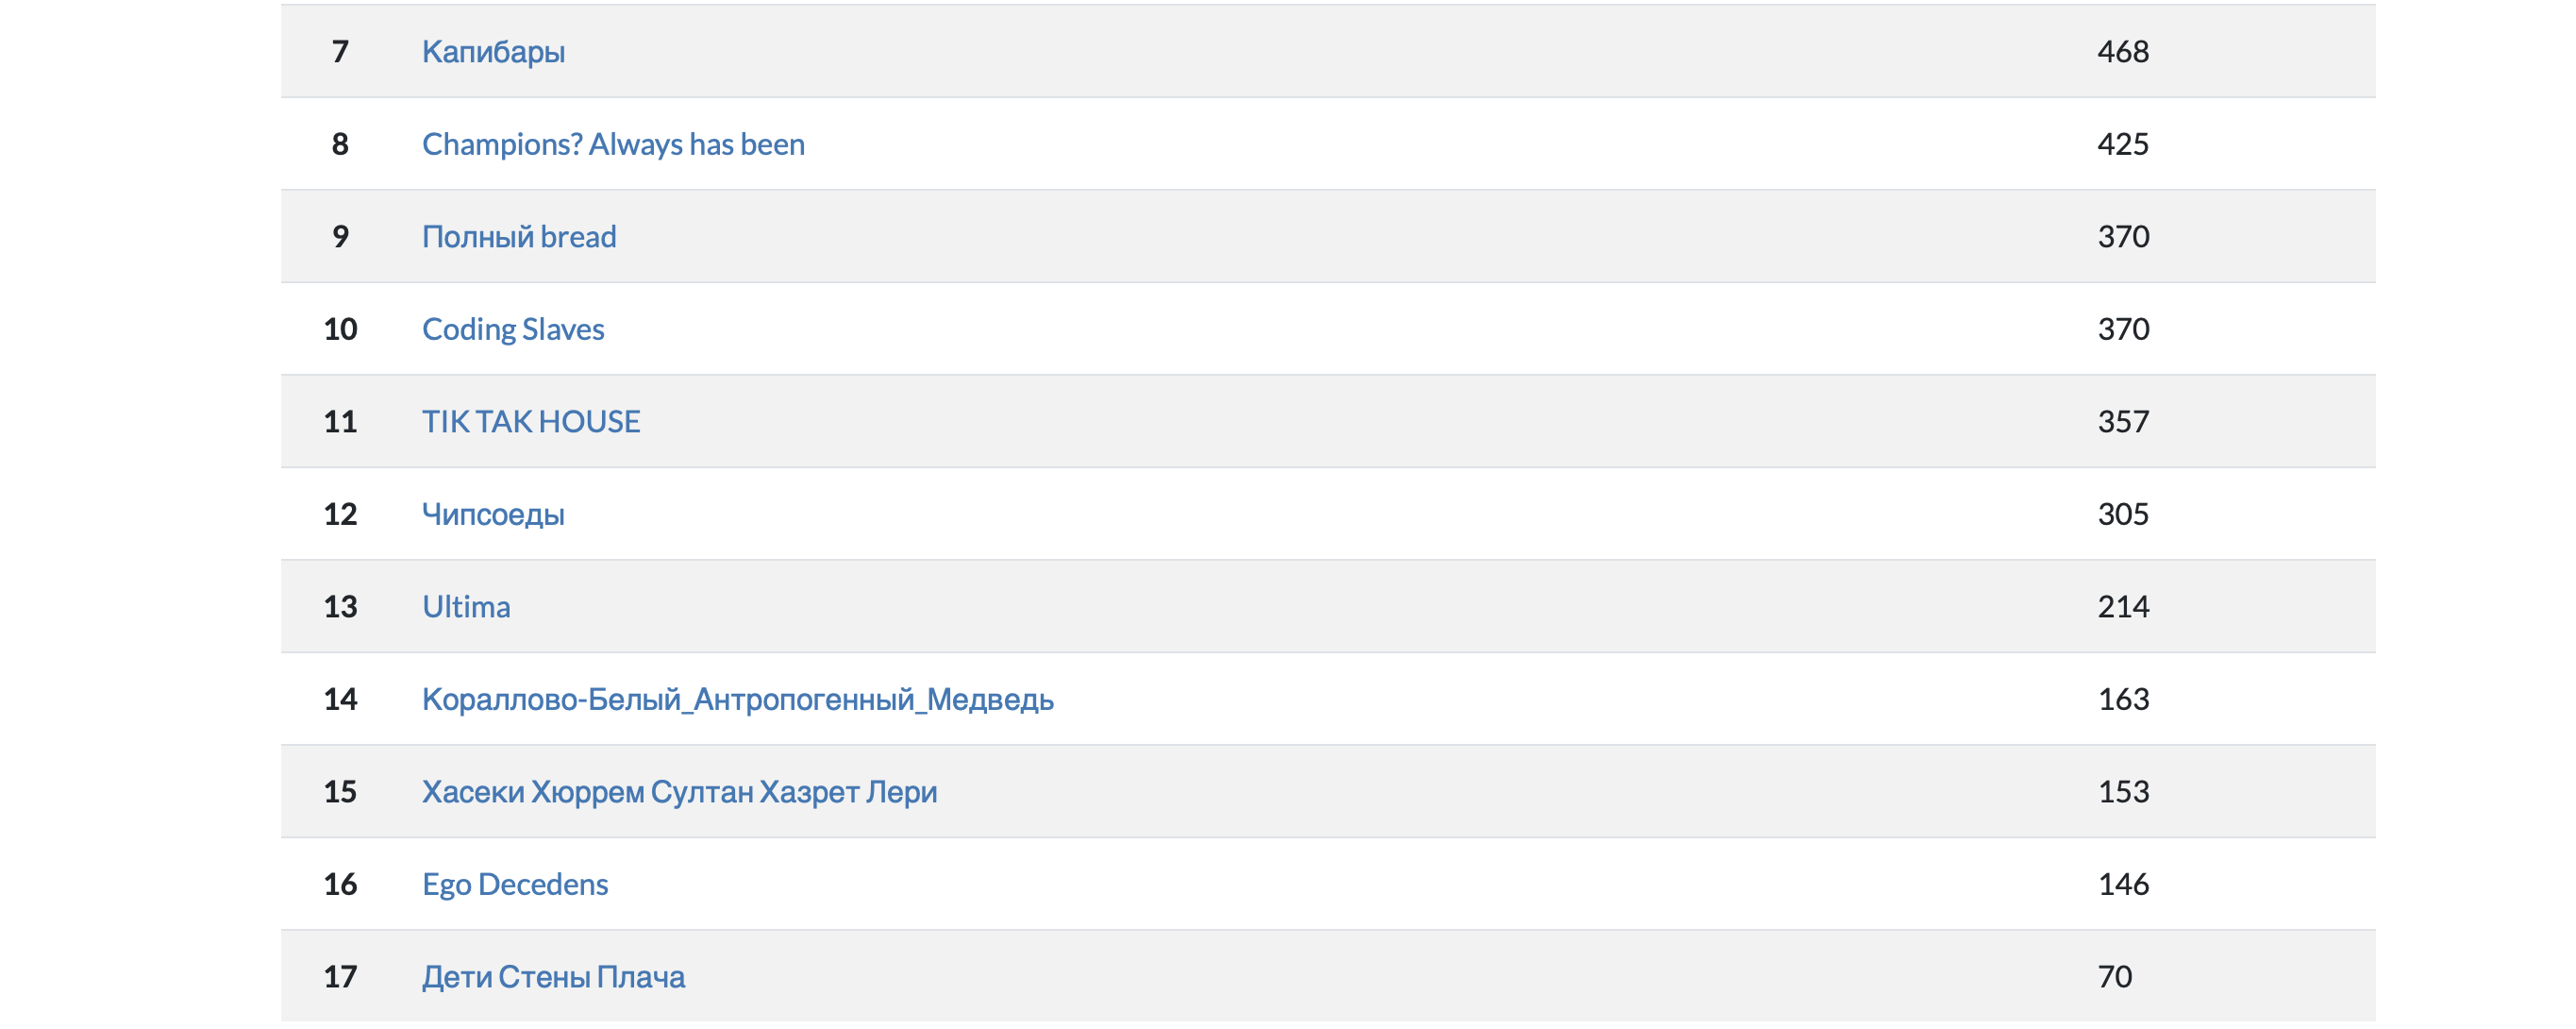 7 Капибары 468
8 Champions? Always has been 425
9 Полный bread 370
10 Coding Slaves 370
11 TIK TAK HOUSE 357
12 Чипсоеды 305
13 Ultima 214
14 Кораллово-Белый_Антропогенный_Медведь 163
15 Хасеки Хюррем Султан Хазрет Лери 153
16 Ego Decedens 146
17 Дети Стены Плача 70